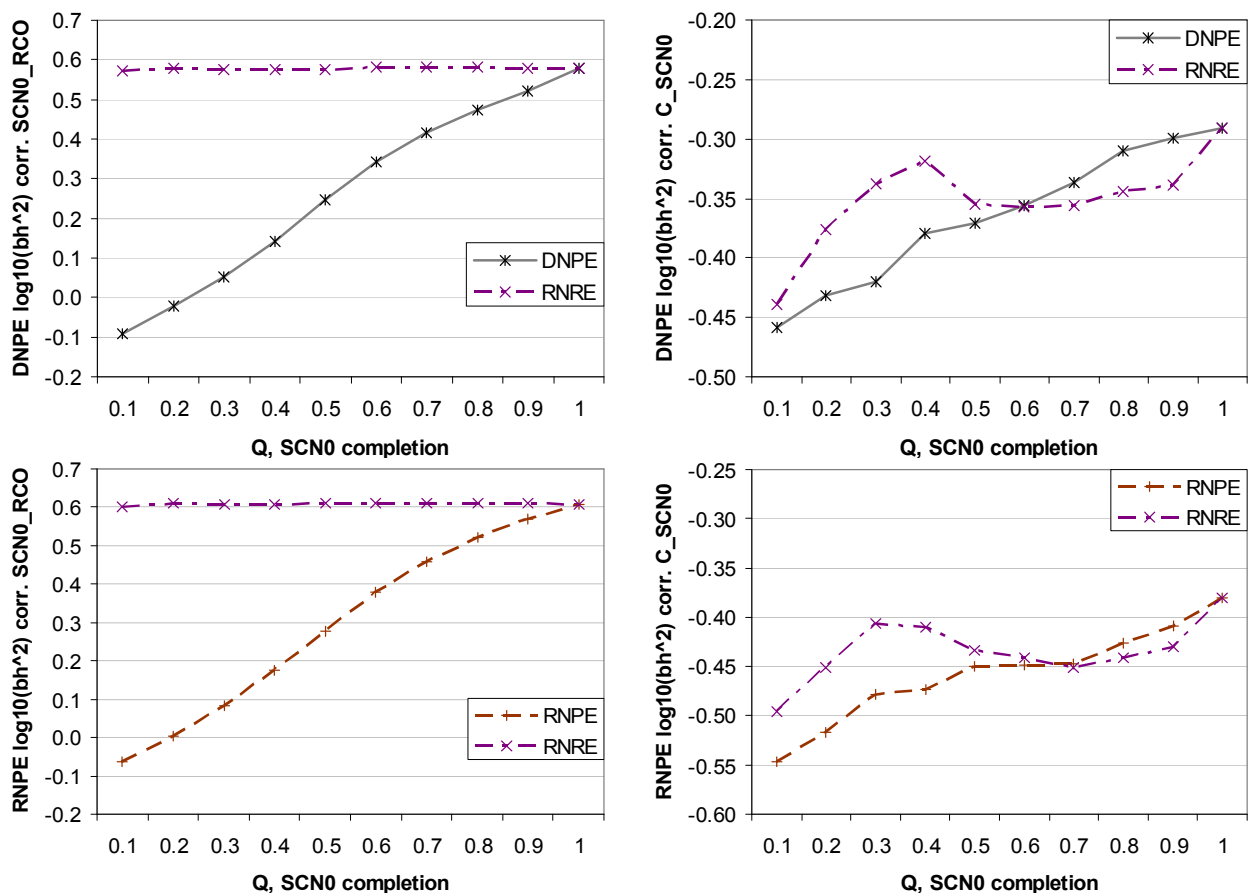 DNPE log10(bh^2) corr. SCN0_RCO
0.7
0.6
0.5
0.4
0.3
0.2
0.1
0.0
-0.1
-0.2
DNPE
RNRE
0.1 0.2 0.3 0.4 0.5 0.6 0.7 0.8 0.9 1
Q, SCN0 completion
DNPE log10(bh^2) corr. C_SCN0
-0.20
-0.25
-0.30
-0.35
-0.40
-0.45
-0.50
DNPE
RNRE
0.1 0.2 0.3 0.4 0.5 0.6 0.7 0.8 0.9 1
Q, SCN0 completion
RNPE log10(bh^2) corr. SCN0_RCO
0.7
0.6
0.5
0.4
0.3
0.2
0.1
0.0
-0.1
-0.2
RNPE
RNRE
0.1 0.2 0.3 0.4 0.5 0.6 0.7 0.8 0.9 1
Q, SCN0 completion
RNPE log10(bh^2) corr. C_SCN0
-0.25
-0.30
-0.35
-0.40
-0.45
-0.50
-0.55
-0.60
RNPE
RNRE
0.1 0.2 0.3 0.4 0.5 0.6 0.7 0.8 0.9 1
Q, SCN0 completion